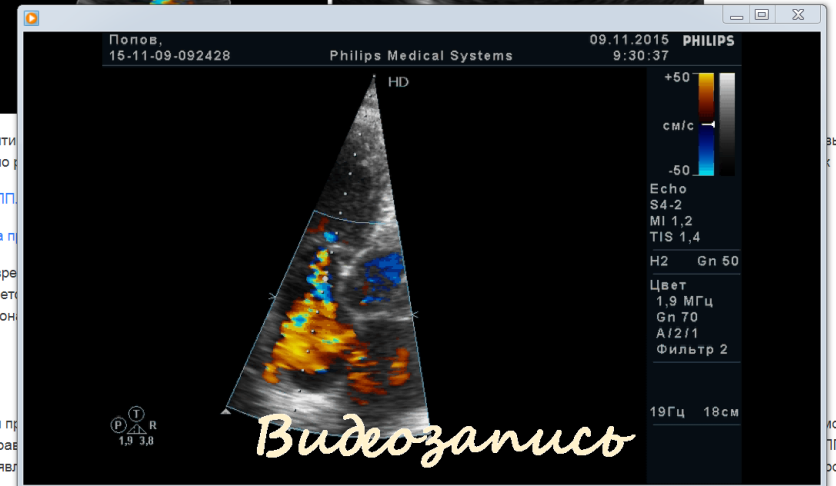 Попов,
15-11-09-092428
Philips Medical Systems
09.11.2015 PHILIPS
9:30:37
HD
+50
см/с
-50
Echo
S4-2
MI 1,2
TIS 1,4
H2 Gn 50
Цвет
1,9 МГц
Gn 70
A/2/1
Фильтр 2
19Гц 18см
T
P R
1,9 3,8
Видеозапись